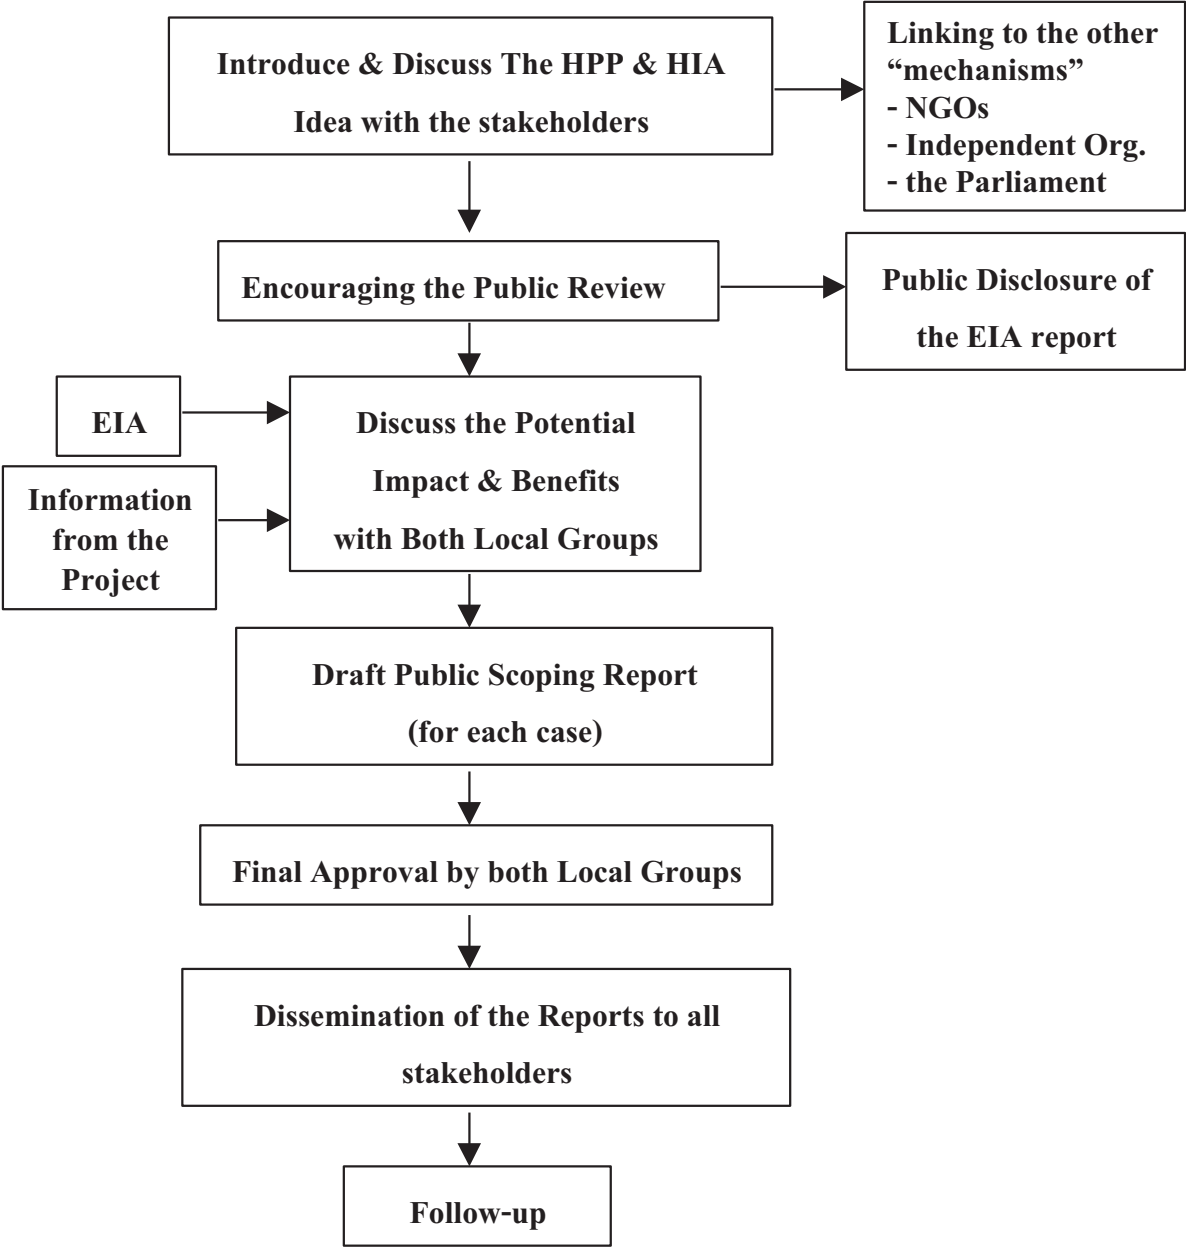 Introduce & Discuss The HPP & HIA
Idea with the stakeholders
Linking to the other
“mechanisms”
- NGOs
- Independent Org.
- the Parliament
Encouraging the Public Review
Public Disclosure of
the EIA report
EIA
Information
from the
Project
Discuss the Potential
Impact & Benefits
with Both Local Groups
Draft Public Scoping Report
(for each case)
Final Approval by both Local Groups
Dissemination of the Reports to all
stakeholders
Follow-up